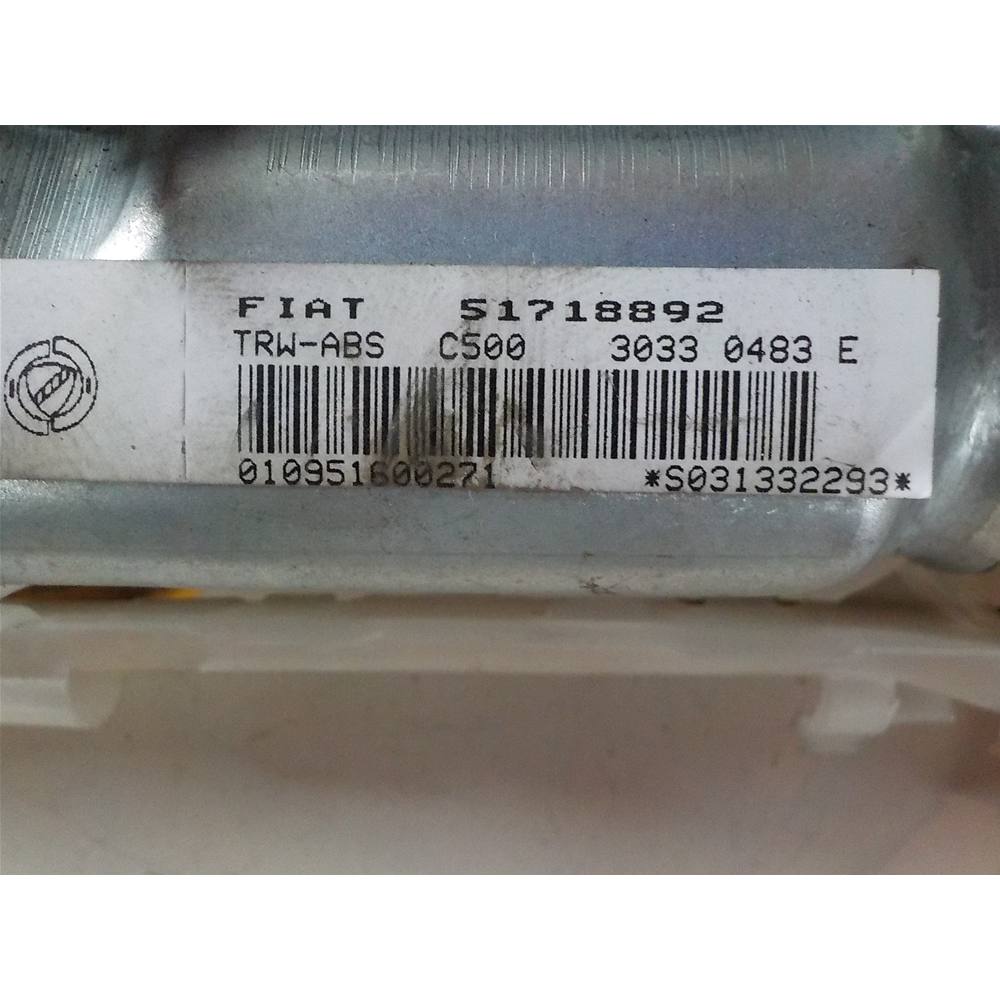 FIAT 51718892
TRW-ABS C500 3033 0483 E
010951600271 *S031332293*